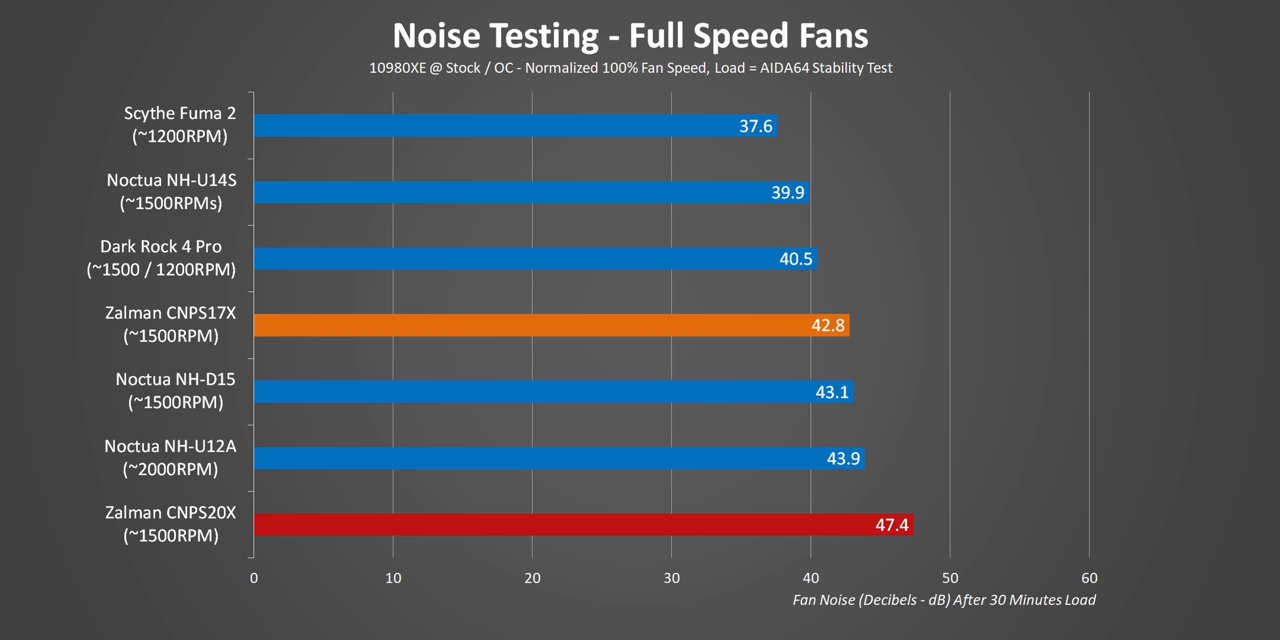 Noise Testing - Full Speed Fans
10980XE @ Stock / OC - Normalized 100% Fan Speed, Load = AIDA64 Stability Test
Scythe Fuma 2
(~1200RPM)
37.6
Noctua NH-U14S
(~1500RPMs)
39.9
Dark Rock 4 Pro
(~1500 / 1200RPM)
40.5
Zalman CNPS17X
(~1500RPM)
42.8
Noctua NH-D15
(~1500RPM)
43.1
Noctua NH-U12A
(~2000RPM)
43.9
Zalman CNPS20X
(~1500RPM)
47.4
0 10 20 30 40 50 60
Fan Noise (Decibels - dB) After 30 Minutes Load